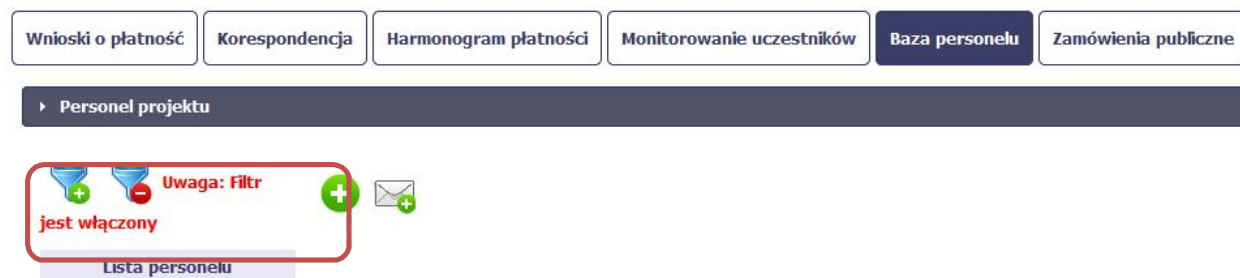 Wnioski o płatność Korespondencja Harmonogram płatności Monitorowanie uczestników Baza personelu Zamówienia publiczne
Personel projektu
Uwaga: Filtr
jest włączony
Lista personelu